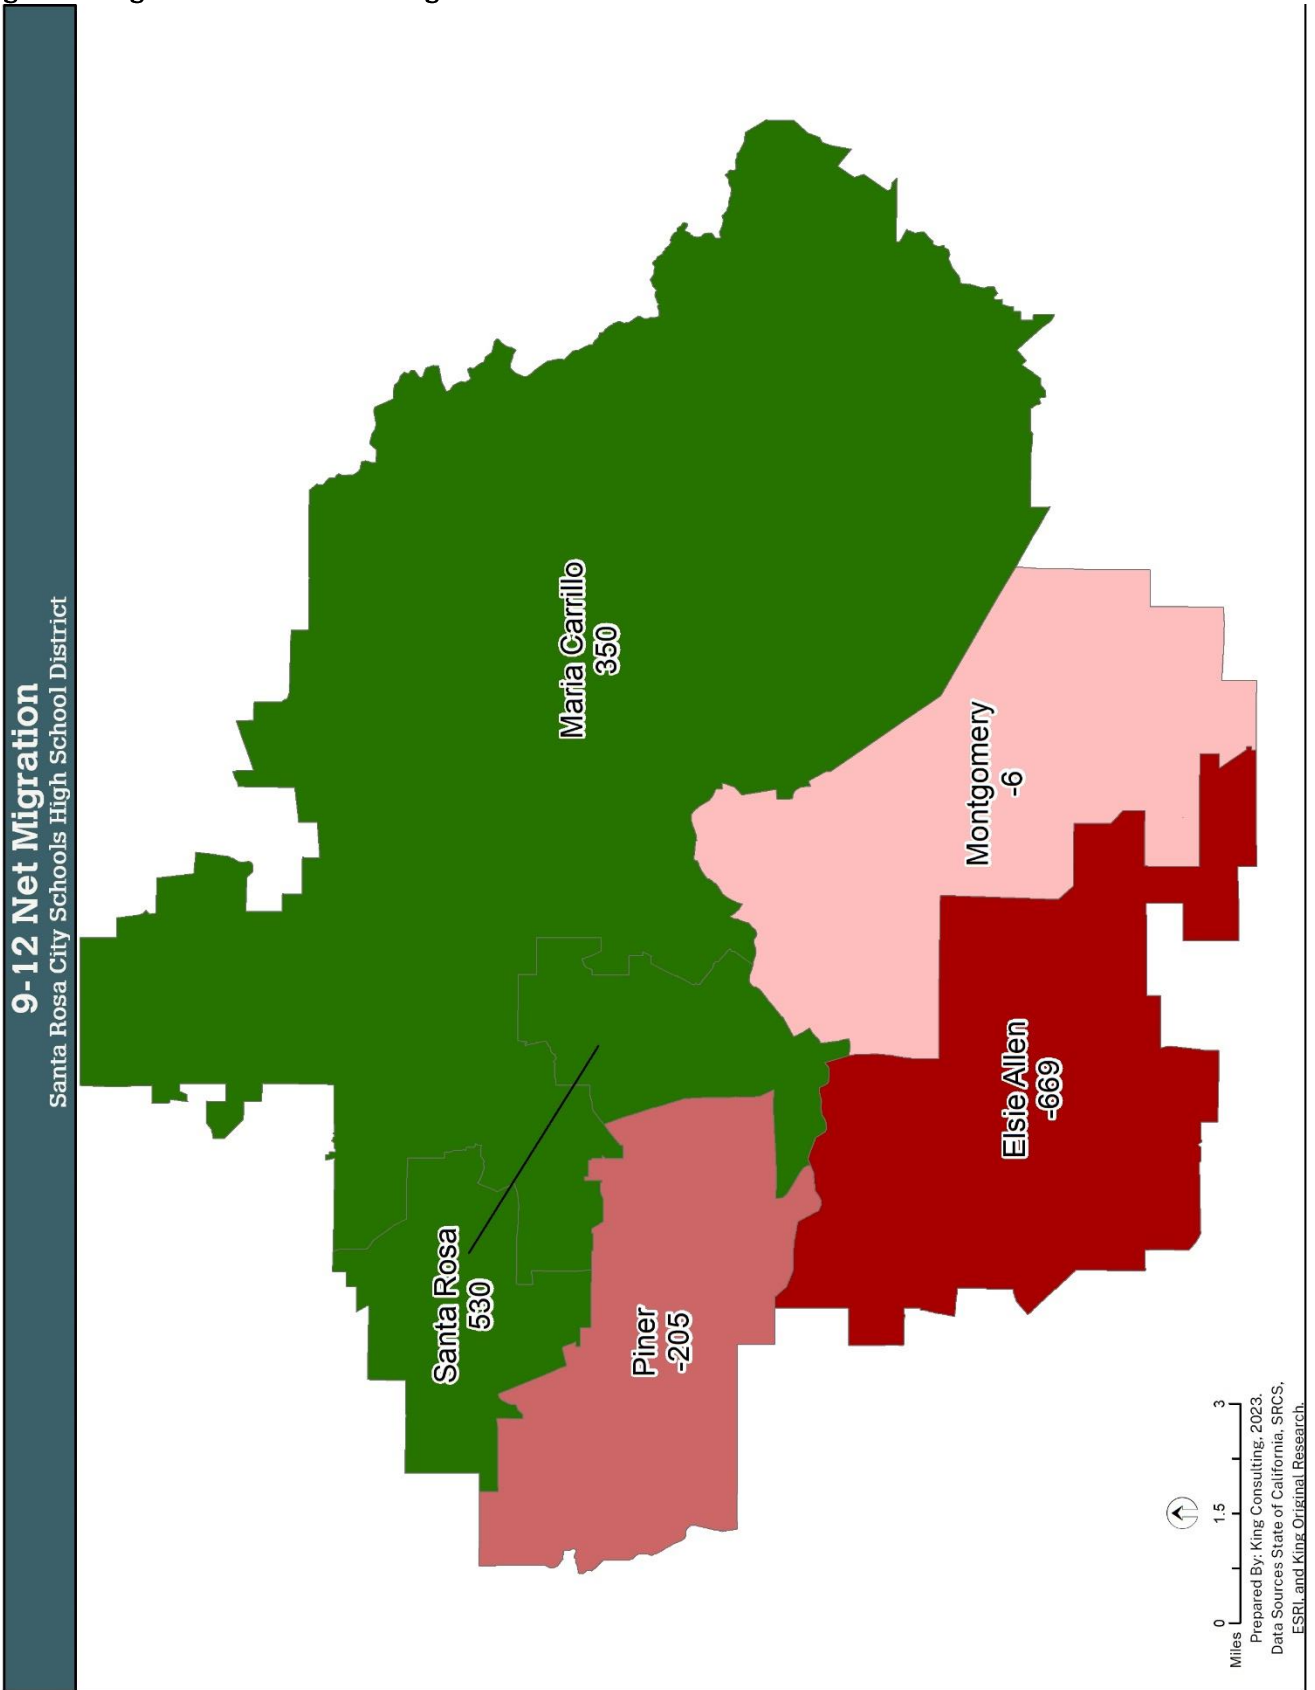 9-12 Net Migration
Santa Rosa City Schools High School District
Maria Carrillo
350
Santa Rosa
530
Piner
-205
Montgomery
-6
Elsie Allen
-669
0 1.5 3
Miles
Prepared By: King Consulting, 2023.
Data Sources State of California, SRCS,
ESRI, and King Original Research.